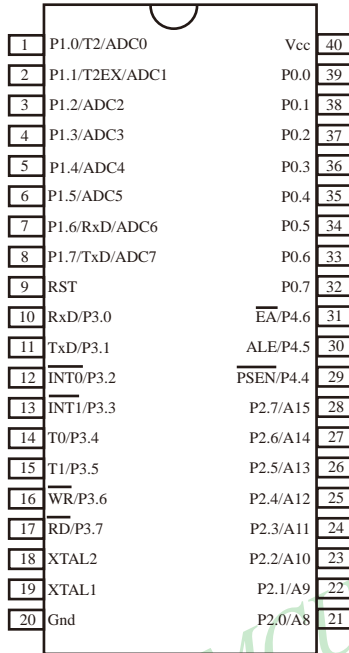 1 P1.0/T2/ADC0 Vcc 40
2 P1.1/T2EX/ADC1 P0.0 39
3 P1.2/ADC2 P0.1 38
4 P1.3/ADC3 P0.2 37
5 P1.4/ADC4 P0.3 36
6 P1.5/ADC5 P0.4 35
7 P1.6/RxD/ADC6 P0.5 34
8 P1.7/TxD/ADC7 P0.6 33
9 RST P0.7 32
10 RxD/P3.0 EA/P4.6 31
11 TxD/P3.1 ALE/P4.5 30
12 INT0/P3.2 PSEN/P4.4 29
13 INT1/P3.3 P2.7/A15 28
14 T0/P3.4 P2.6/A14 27
15 T1/P3.5 P2.5/A13 26
16 WR/P3.6 P2.4/A12 25
17 RD/P3.7 P2.3/A11 24
18 XTAL2 P2.2/A10 23
19 XTAL1 P2.1/A9 22
20 Gnd P2.0/A8 21